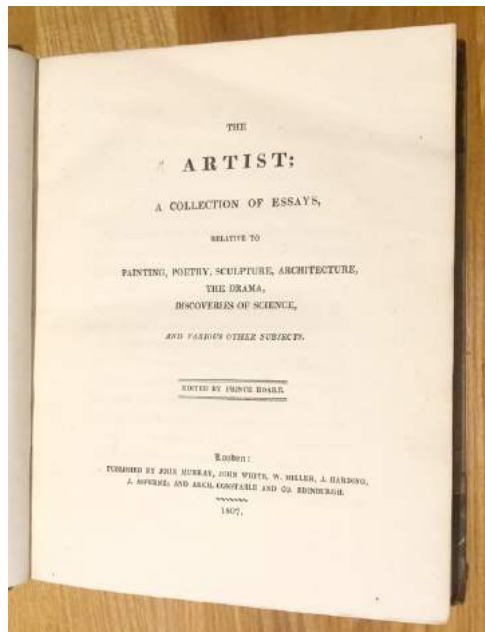 THE
ARTIST;
A COLLECTION OF ESSAYS,
RELATIVE TO
PAINTING, POETRY, SCULPTURE, ARCHITECTURE,
THE DRAMA,
DISCOVERIES OF SCIENCE,
AND VARIOUS OTHER SUBJECTS.
EDITED BY PRINCE HOARE.
London:
PUBLISHED BY JOHN MURRAY, JOHN WHITE, W. MILLER, J. HARDING,
J. ASPERNE; AND ARCH. CONSTABLE AND CO. EDINBURGH.
1807.